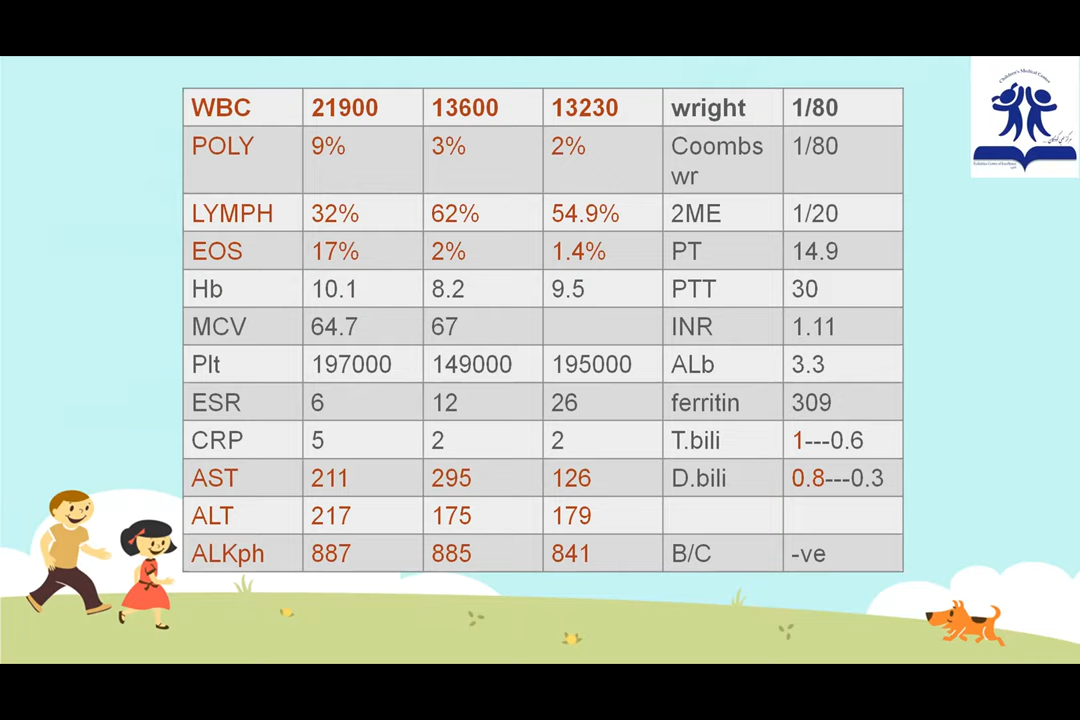 Children's Medical Center
WBC 21900 13600 13230 wright 1/80
POLY 9% 3% 2% Coombs wr 1/80
LYMPH 32% 62% 54.9% 2ME 1/20
EOS 17% 2% 1.4% PT 14.9
Hb 10.1 8.2 9.5 PTT 30
MCV 64.7 67 INR 1.11
Plt 197000 149000 195000 ALb 3.3
ESR 6 12 26 ferritin 309
CRP 5 2 2 T.bili 1---0.6
AST 211 295 126 D.bili 0.8---0.3
ALT 217 175 179
ALKph 887 885 841 B/C -ve